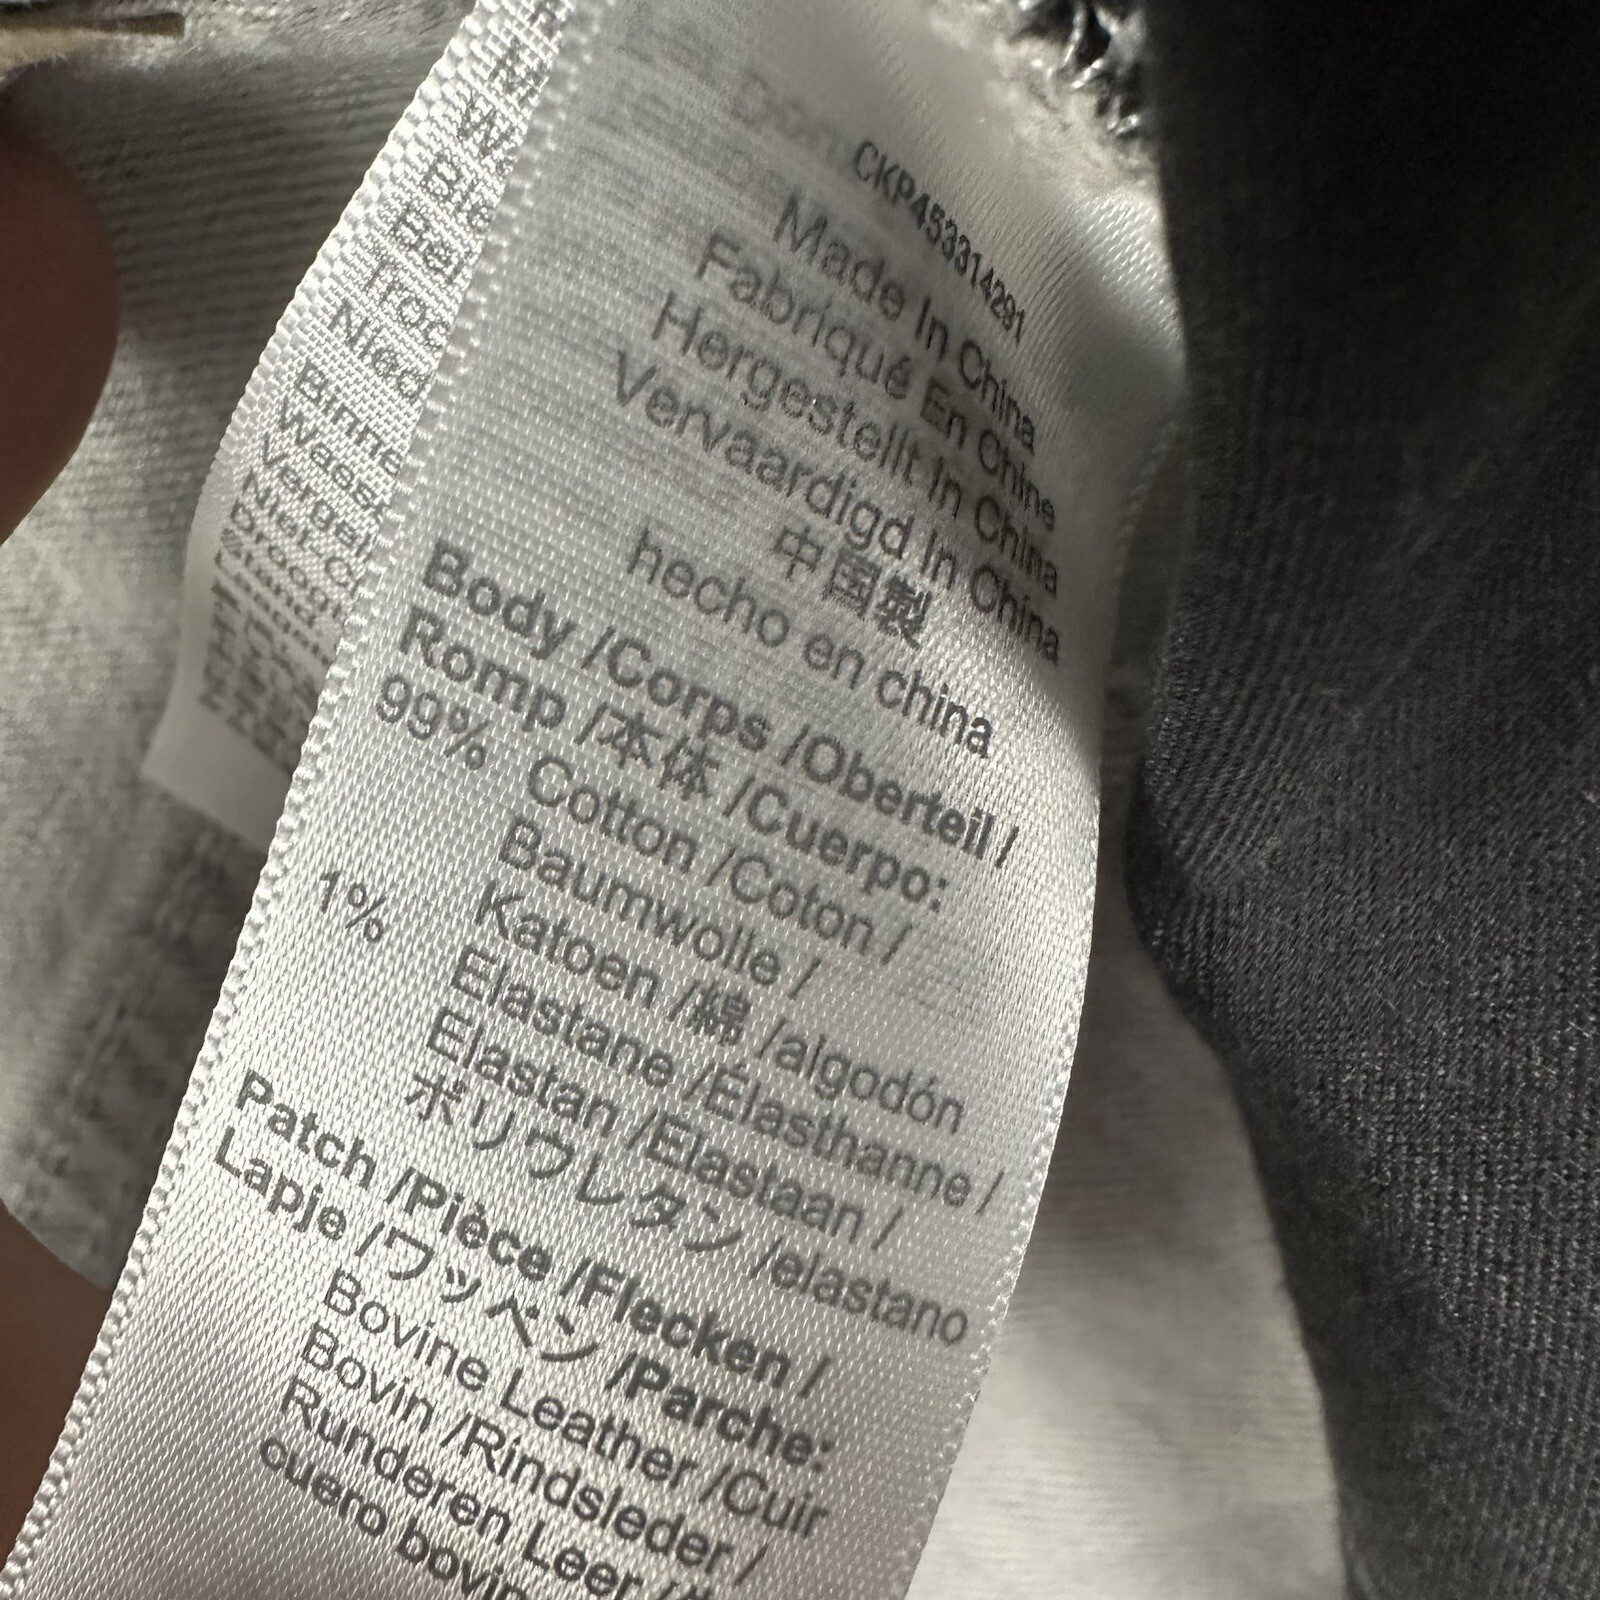 CKP453314291
Made In China
Fabriqué En Chine
Hergestellt In China
Vervaardigd In China
中国製
hecho en china
Body /Corps /Oberteil /
Romp /本体 /Cuerpo:
99% Cotton /Coton /
Baumwolle /
Katoen /綿 /algodón
1% Elastane /Élasthanne /
Elastan /Elastaan /
ポリウレタン /elastano
Patch /Pièce /Flecken /
Lapje /ワッペン /Parche:
Bovine Leather /Cuir
Bovin /Rindsleder /
Runderen Leer /
cuero